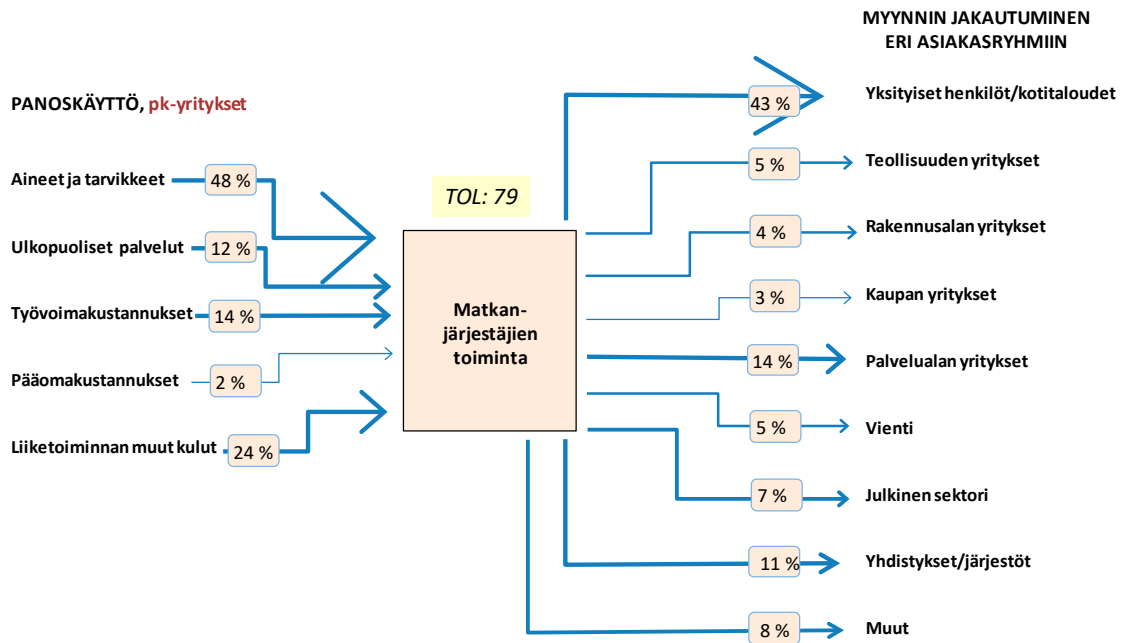 MYYNNIN JAKAUTUMINEN
ERI ASIAKASRYHMIIN
PANOSKÄYTTÖ, pk-yritykset
Aineet ja tarvikkeet 48 %
Ulkopuoliset palvelut 12 %
Työvoimakustannukset 14 %
Pääomakustannukset 2 %
Liiketoiminnan muut kulut 24 %
TOL: 79
Matkan-
järjestäjien
toiminta
43 % Yksityiset henkilöt/kotitaloudet
5 % Teollisuuden yritykset
4 % Rakennusalan yritykset
3 % Kaupan yritykset
14 % Palvelualan yritykset
5 % Vienti
7 % Julkinen sektori
11 % Yhdistykset/järjestöt
8 % Muut